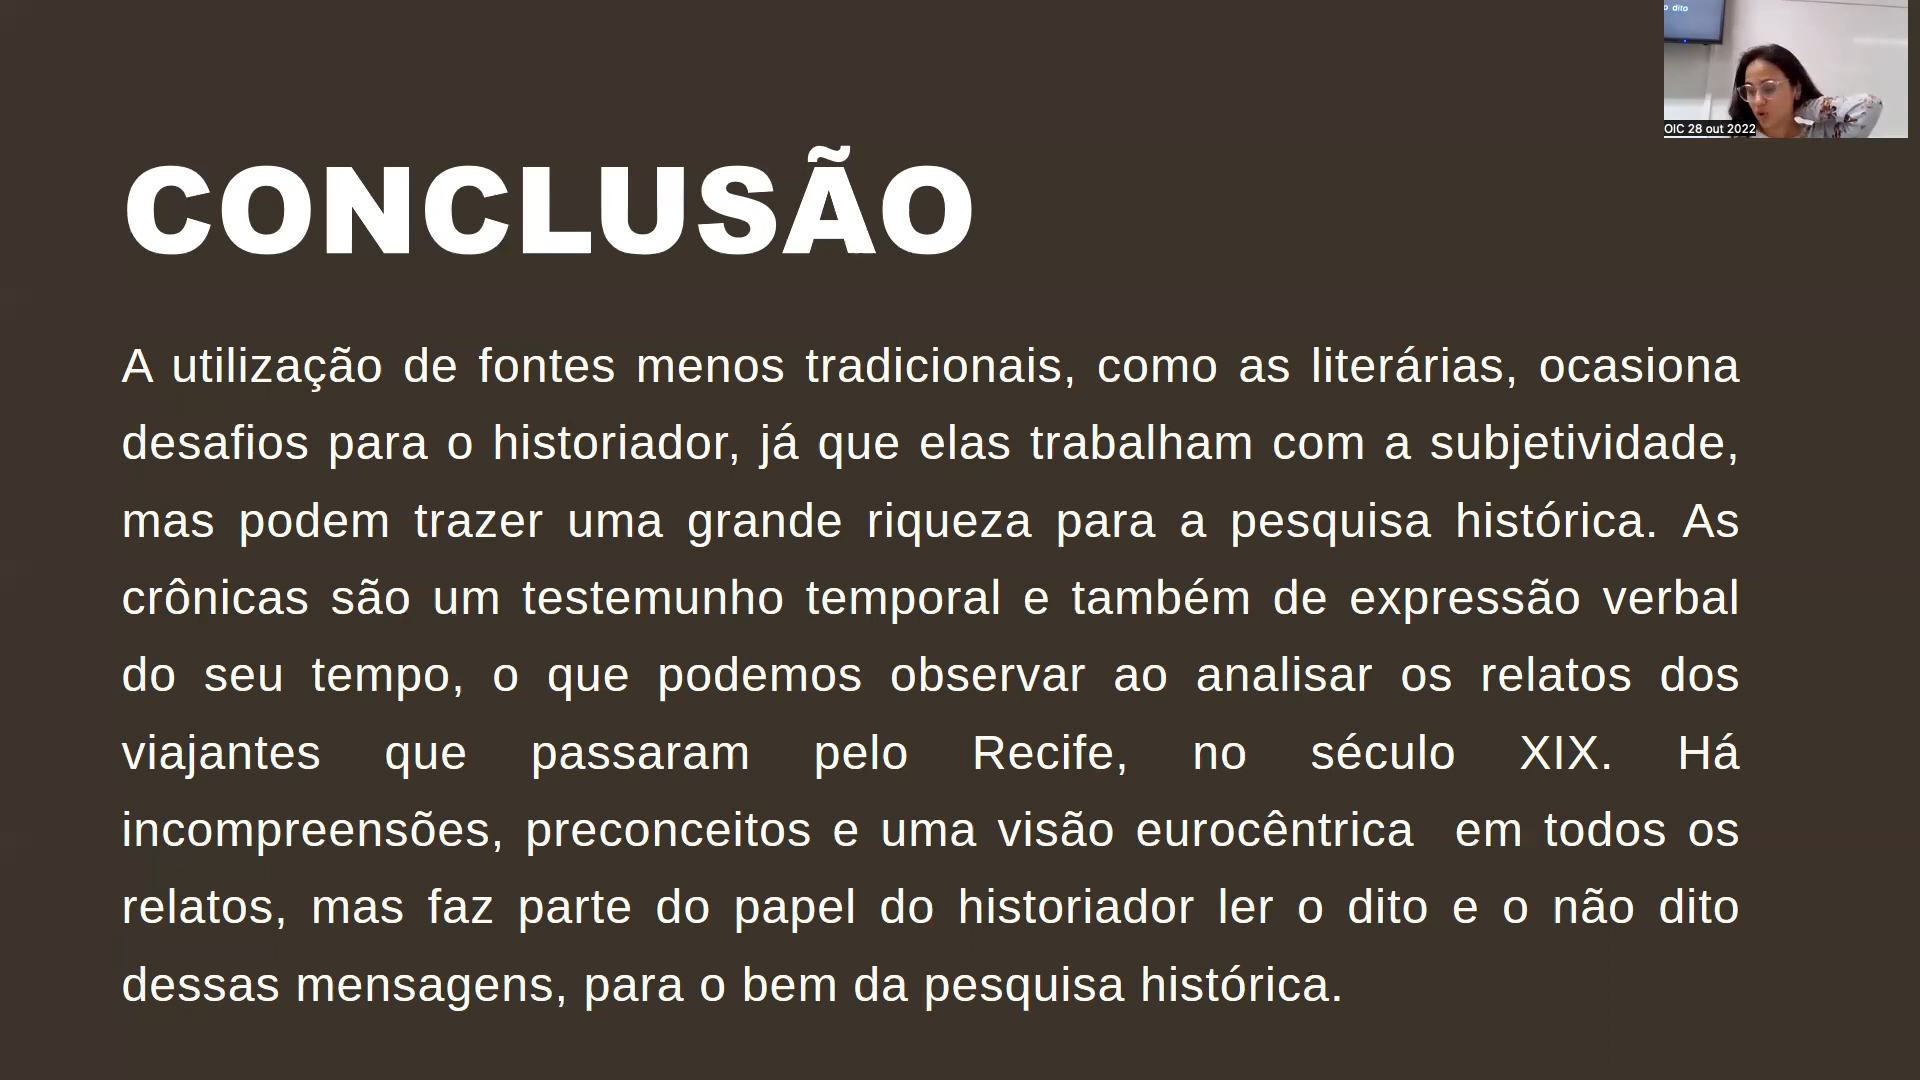 o dito
OIC 28 out 2022
CONCLUSÃO
A utilização de fontes menos tradicionais, como as literárias, ocasiona
desafios para o historiador, já que elas trabalham com a subjetividade,
mas podem trazer uma grande riqueza para a pesquisa histórica. As
crônicas são um testemunho temporal e também de expressão verbal
do seu tempo, o que podemos observar ao analisar os relatos dos
viajantes que passaram pelo Recife, no século XIX. Há
incompreensões, preconceitos e uma visão eurocêntrica  em todos os
relatos, mas faz parte do papel do historiador ler o dito e o não dito
dessas mensagens, para o bem da pesquisa histórica.